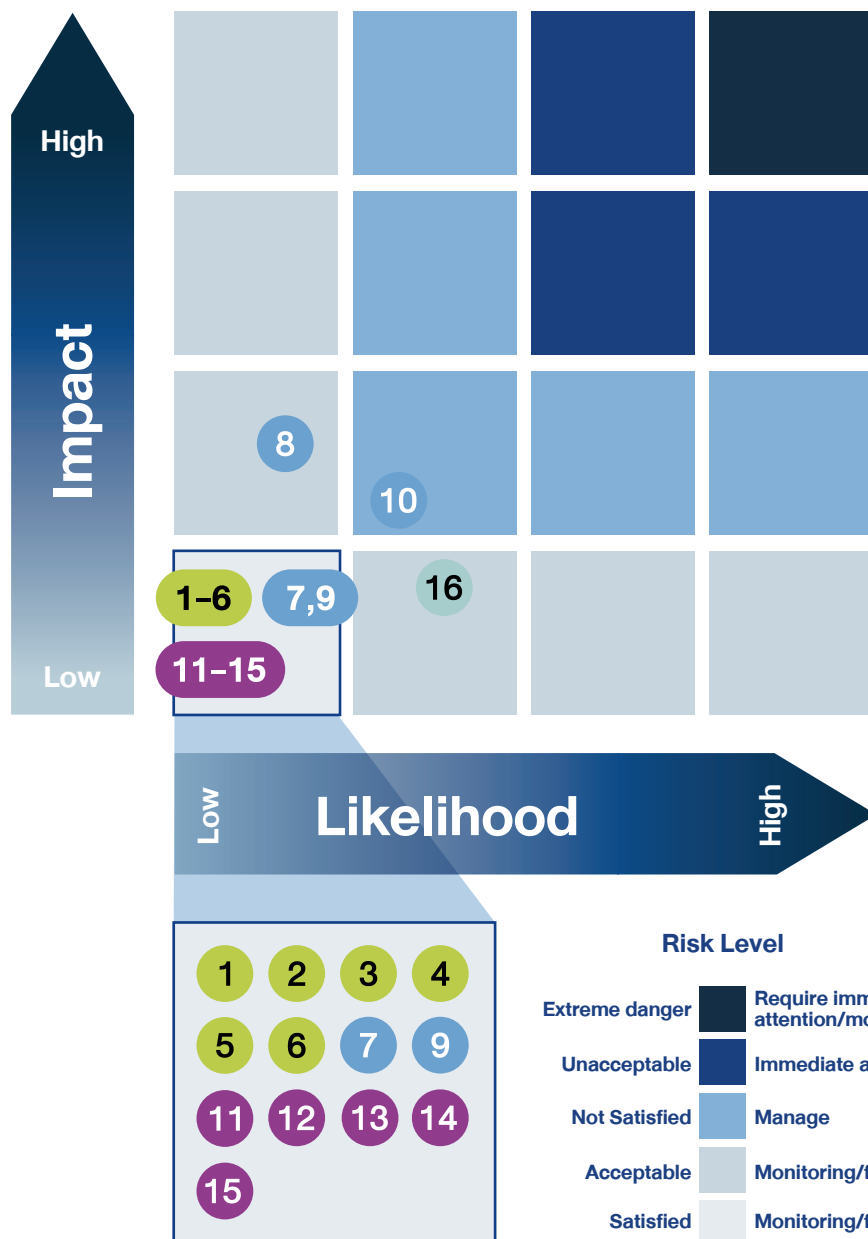 High
Impact
Low
8
10
1–6
7,9
16
11–15
Low
Likelihood
High
1 2 3 4
5 6 7 9
11 12 13 14
15
Risk Level
Extreme danger Require
Unacceptable Immediate
Not Satisfied Manage
Acceptable
Satisfied